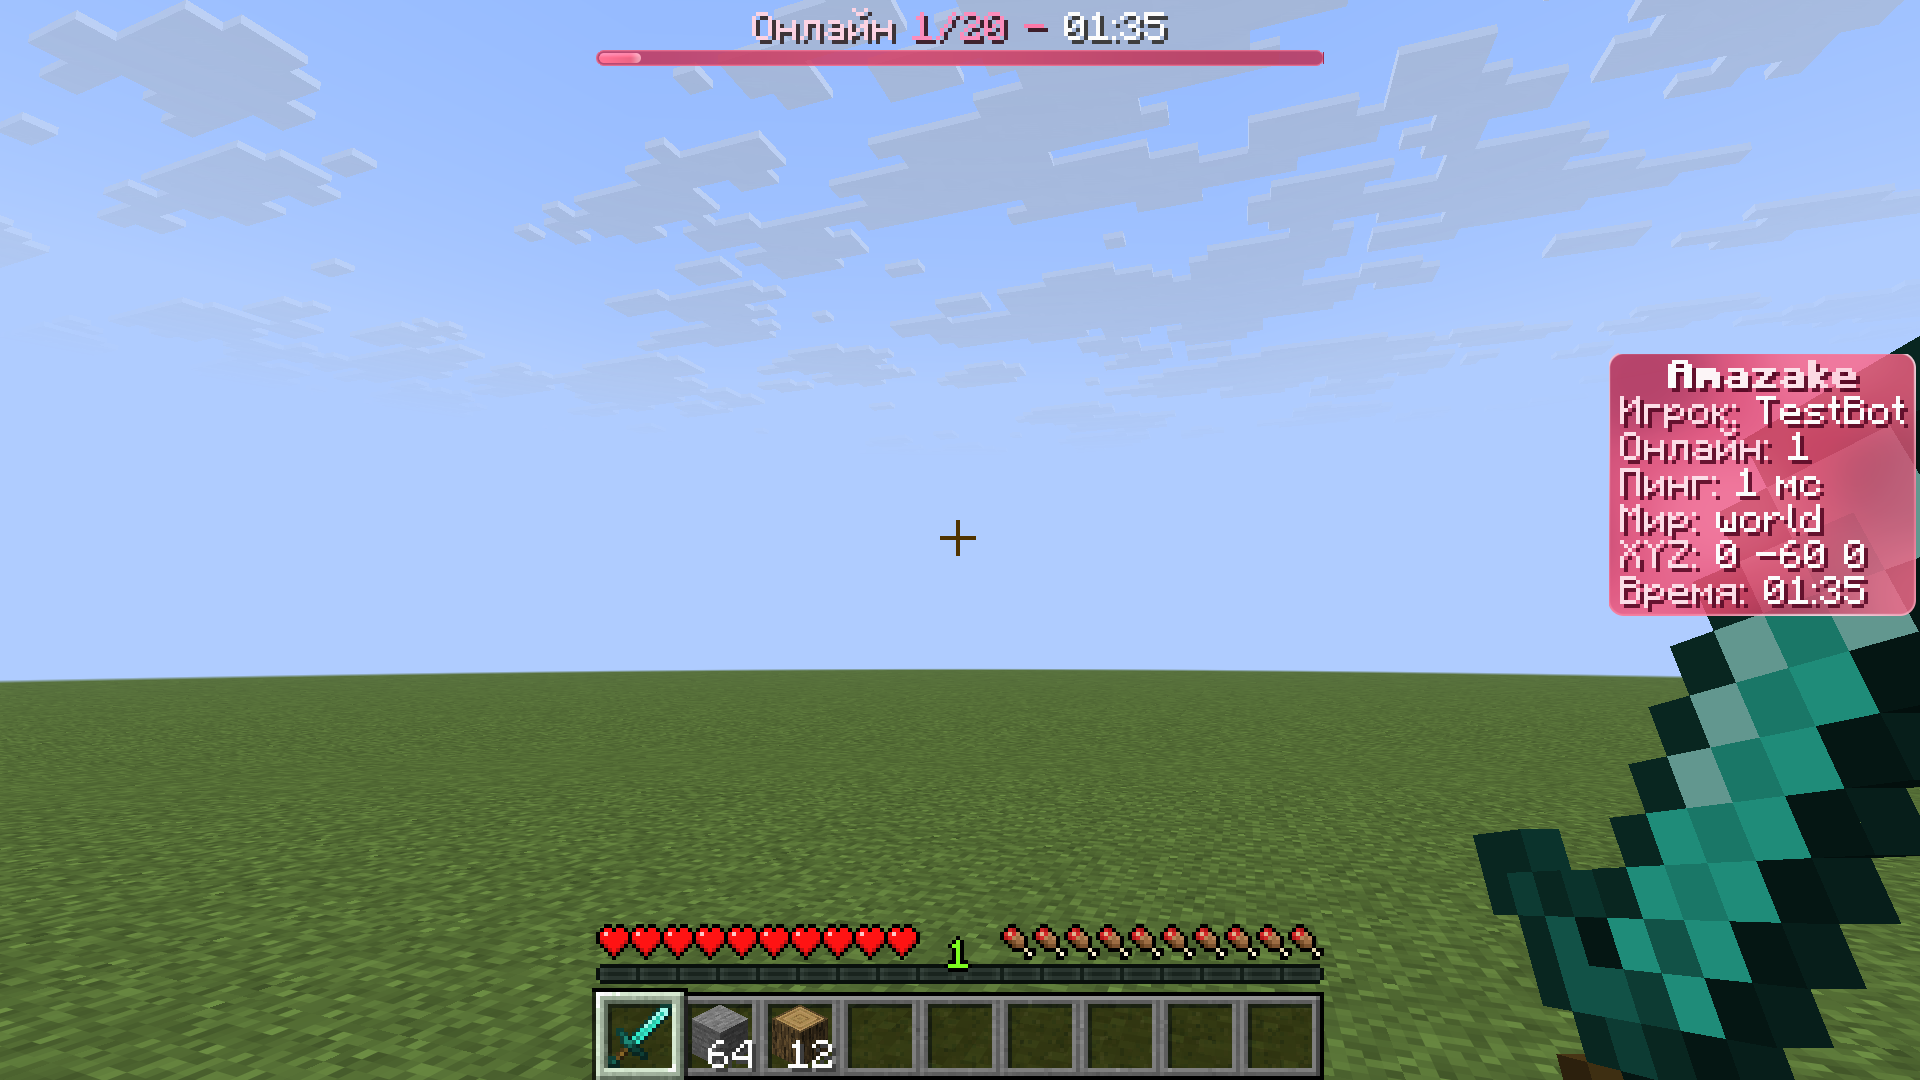 Онлайн 1/20 – 01:35
Amazake
Игрок: TestBot
Онлайн: 1
Пинг: 1 мс
Мир: world
XYZ: 0 -60 0
Время: 01:35
1
64 12